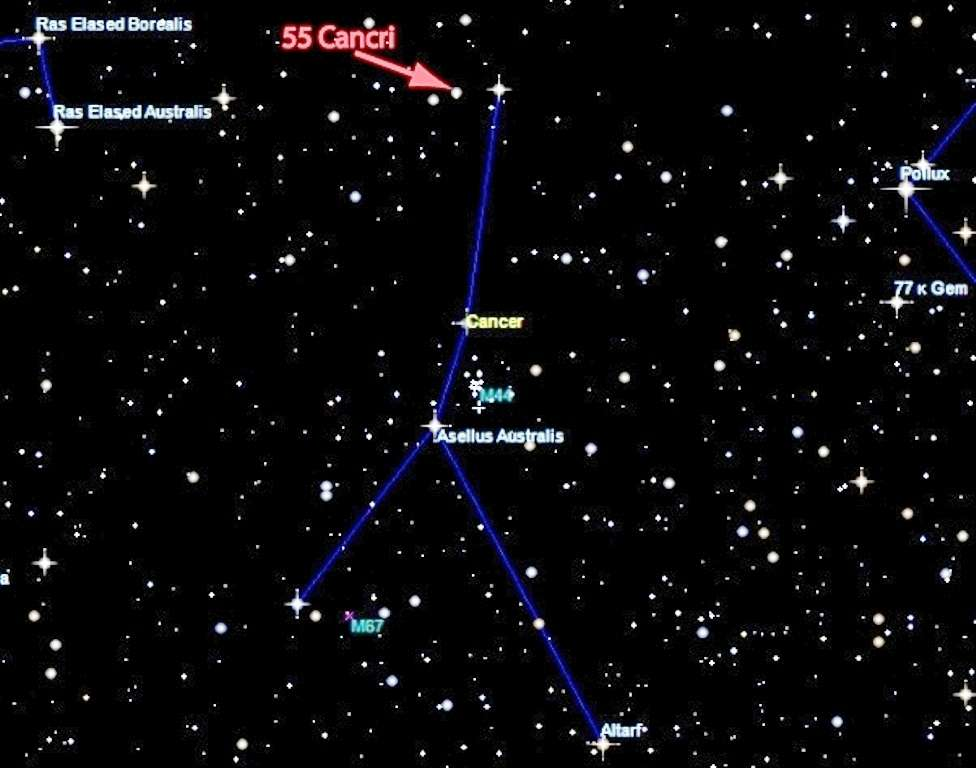 Ras Elased Borealis
55 Cancri
Ras Elased Australis
Pollux
77 κ Gem
Cancer
M44
Asellus Australis
a
M67
Altarf